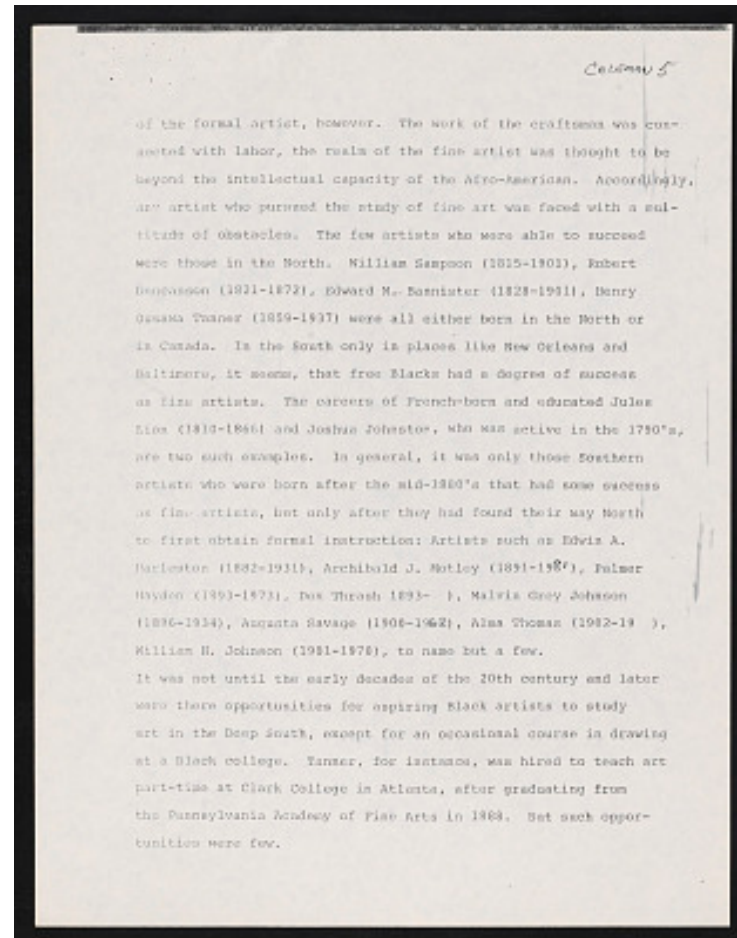 COLEMAN 5
of the formal artist, however. The work of the craftsman was con-
nected with labor, the realm of the fine artist was thought to be
beyond the intellectual capacity of the Afro-American. Accordingly,
any artist who pursued the study of fine art was faced with a mul-
titude of obstacles. The few artists who were able to succeed
were those in the North. William Sampson (1815-1901), Robert
Duncanson (1821-1872), Edward M. Bannister (1828-1901), Henry
Ossawa Tanner (1859-1937) were all either born in the North or
in Canada. In the South only in places like New Orleans and
Baltimore, it seems, that free Blacks had a degree of success
as fine artists. The careers of French-born and educated Jules
Lion (1810-1866) and Joshua Johnston, who was active in the 1790's,
are two such examples. In general, it was only those Southern
artists who were born after the mid-1800's that had some success
as fine artists, but only after they had found their way North
to first obtain formal instruction: Artists such as Edwin A.
Harleston (1882-1931), Archibald J. Motley (1891-), Palmer
Hayden (1893-1973), Dox Thrash 1893- ), Malvin Grey Johnson
(1896-1934), Augusta Savage (1900-1962), Alma Thomas (1902-19 ),
William H. Johnson (1901-1970), to name but a few.
It was not until the early decades of the 20th century and later
were there opportunities for aspiring Black artists to study
art in the Deep South, except for an occasional course in drawing
at a Black college. Tanner, for instance, was hired to teach art
part-time at Clark College in Atlanta, after graduating from
the Pennsylvania Academy of Fine Arts in 1888. But such oppor-
tunities were few.